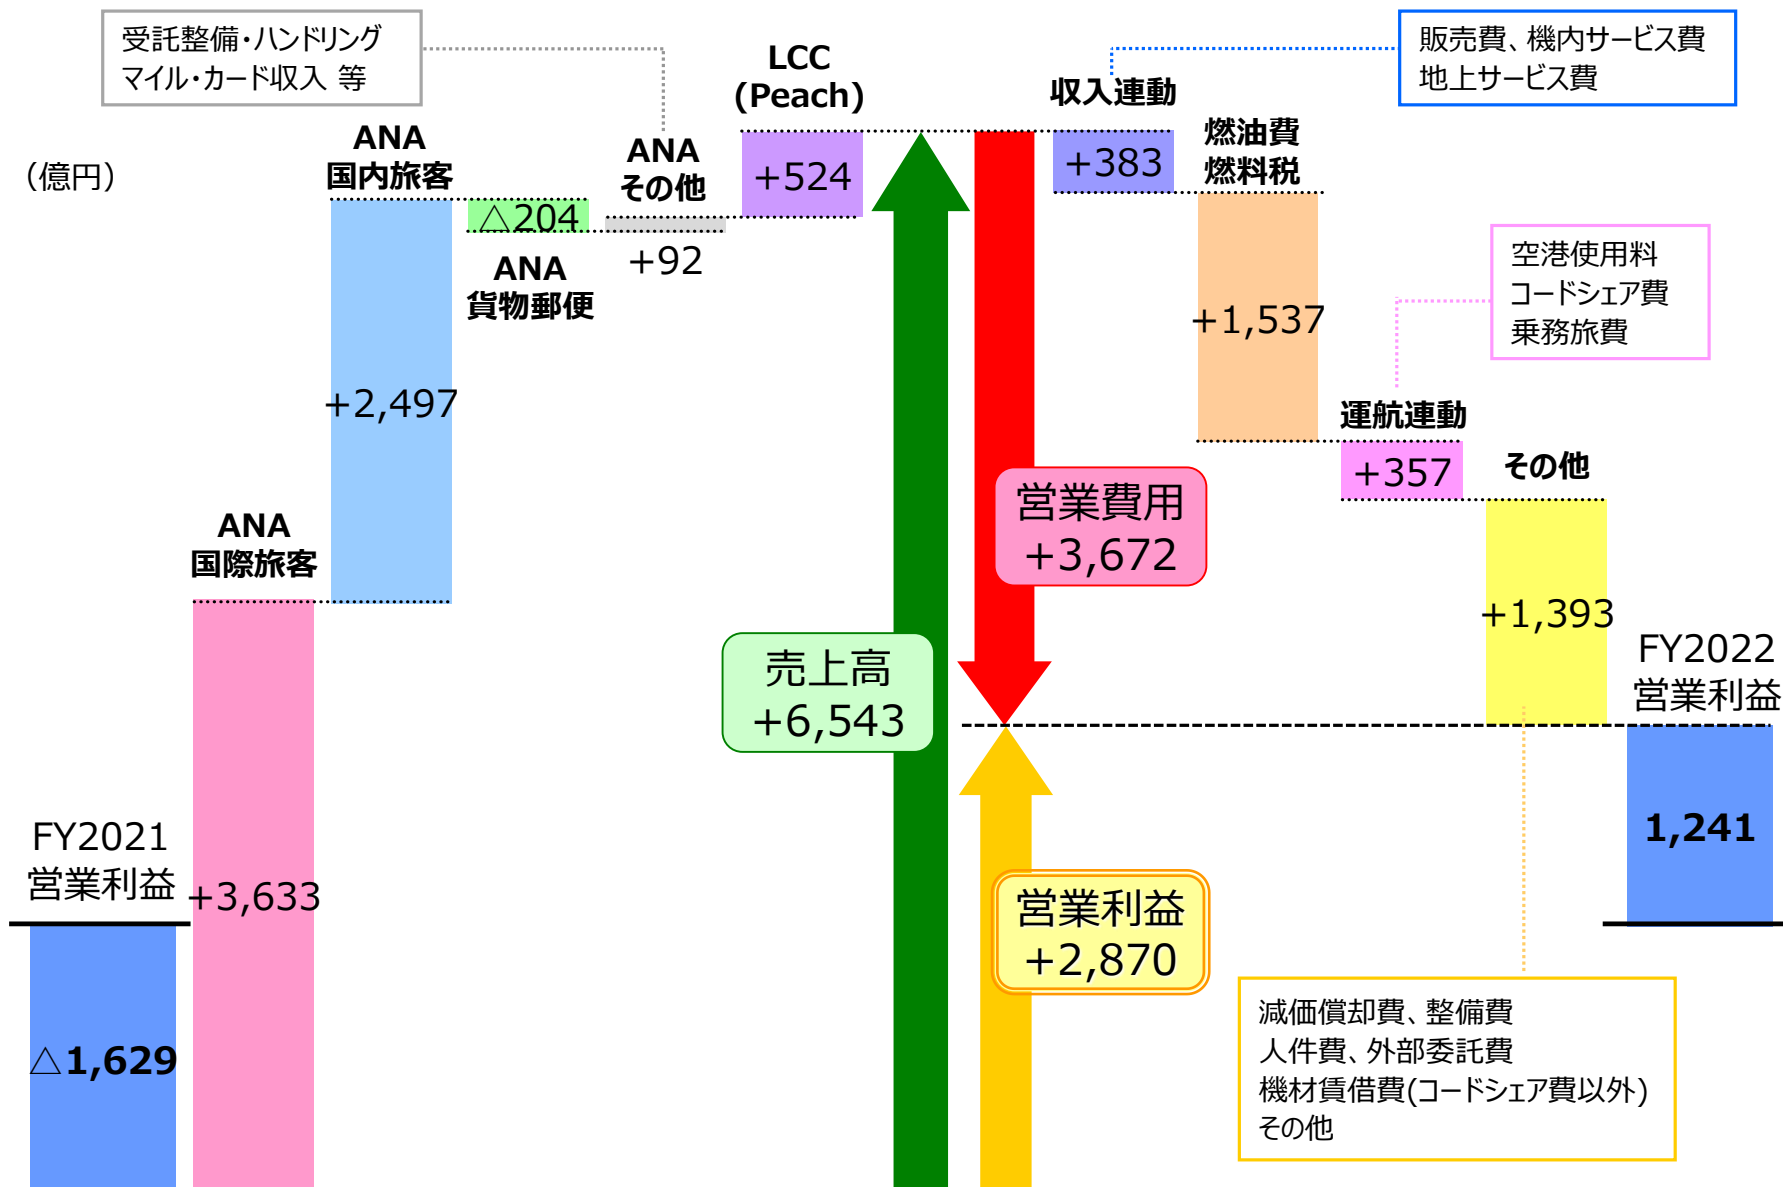 受託整備・ハンドリング
マイル・カード収入 等
LCC
(Peach)
販売費、機内サービス費
地上サービス費
収入連動
(億円)
ANA
国内旅客
ANA
その他
+524
+383
燃油費
燃料税
△204
+92
ANA
貨物郵便
空港使用料
コードシェア費
乗務旅費
+1,537
+2,497
運航連動
+357
その他
営業費用
+3,672
ANA
国際旅客
+1,393
売上高
+6,543
FY2022
営業利益
1,241
FY2021
営業利益
+3,633
営業利益
+2,870
△1,629
減価償却費、整備費
人件費、外部委託費
機材賃借費(コードシェア費以外)
その他